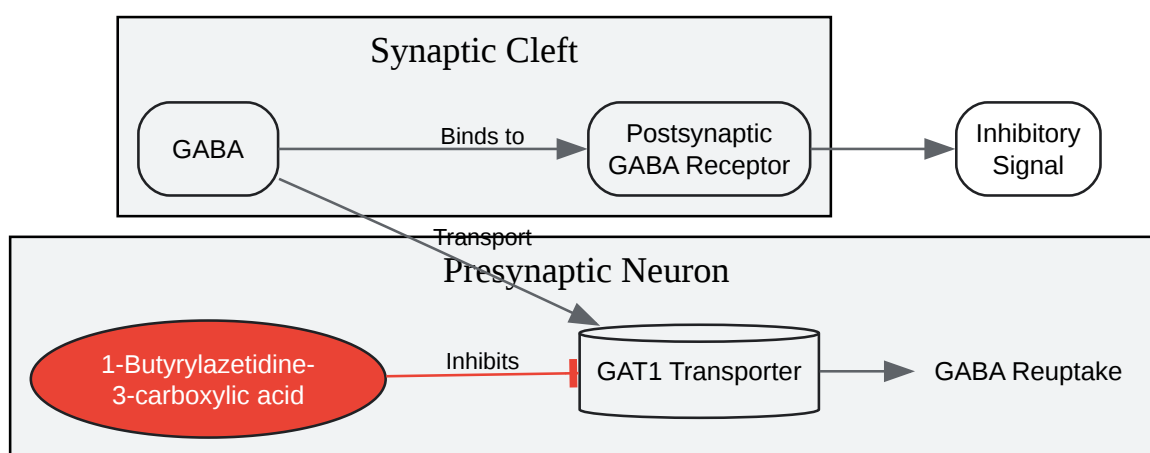 Synaptic Cleft
GABA
Binds to
Postsynaptic
GABA Receptor
Inhibitory
Signal
Transport
Presynaptic Neuron
1-Butyrylazetidine-
3-carboxylic acid
Inhibits
GAT1 Transporter
GABA Reuptake